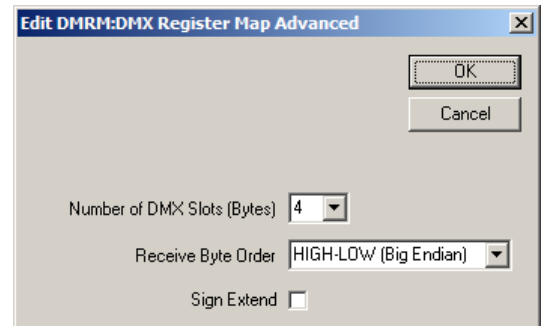 Edit DMRM:DMX Register Map Advanced
OK
Cancel
Number of DMX Slots (Bytes) 4
Receive Byte Order HIGH-LOW (Big Endian)
Sign Extend